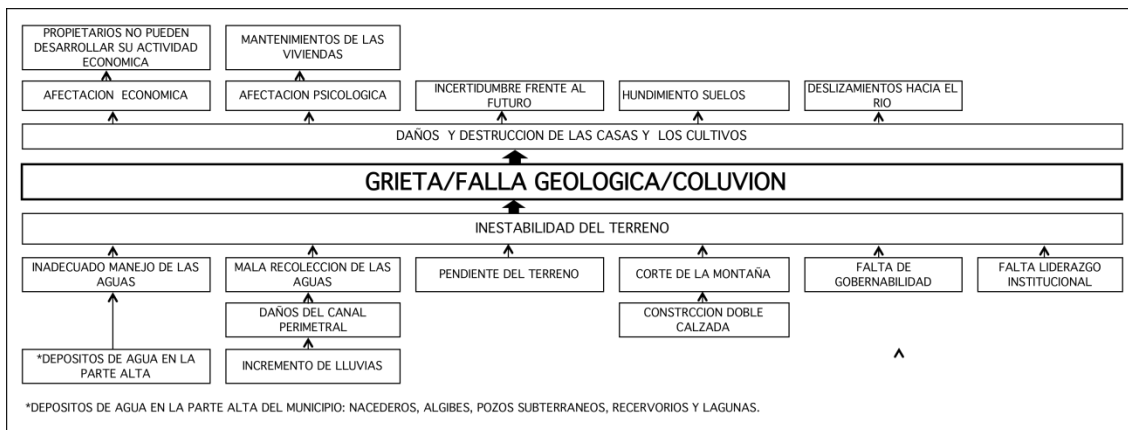 PROPIETARIOS NO PUEDEN
DESARROLLAR SU ACTIVIDAD
ECONOMICA
MANTENIMIENTOS DE LAS
VIVIENDAS
AFECTACION ECONOMICA
AFECTACION PSICOLOGICA
INCERTIDUMBRE FRENTE AL
FUTURO
HUNDIMIENTO SUELOS
DESLIZAMIENTOS HACIA EL
RIO
DAÑOS Y DESTRUCCION DE LAS CASAS Y LOS CULTIVOS
GRIETA/FALLA GEOLOGICA/COLUVION
INESTABILIDAD DEL TERRENO
INADECUADO MANEJO DE LAS
AGUAS
MALA RECOLECCION DE LAS
AGUAS
PENDIENTE DEL TERRENO
CORTE DE LA MONTAÑA
FALTA DE
GOBERNABILIDAD
FALTA LIDERAZGO
INSTITUCIONAL
DAÑOS DEL CANAL
PERIMETRAL
CONSTRCCION DOBLE
CALZADA
*DEPOSITOS DE AGUA EN LA
PARTE ALTA
INCREMENTO DE LLUVIAS
*DEPOSITOS DE AGUA EN LA PARTE ALTA DEL MUNICIPIO: NACEDEROS, ALGIBES, POZOS SUBTERRANEOS, RECERVORIOS Y LAGUNAS.